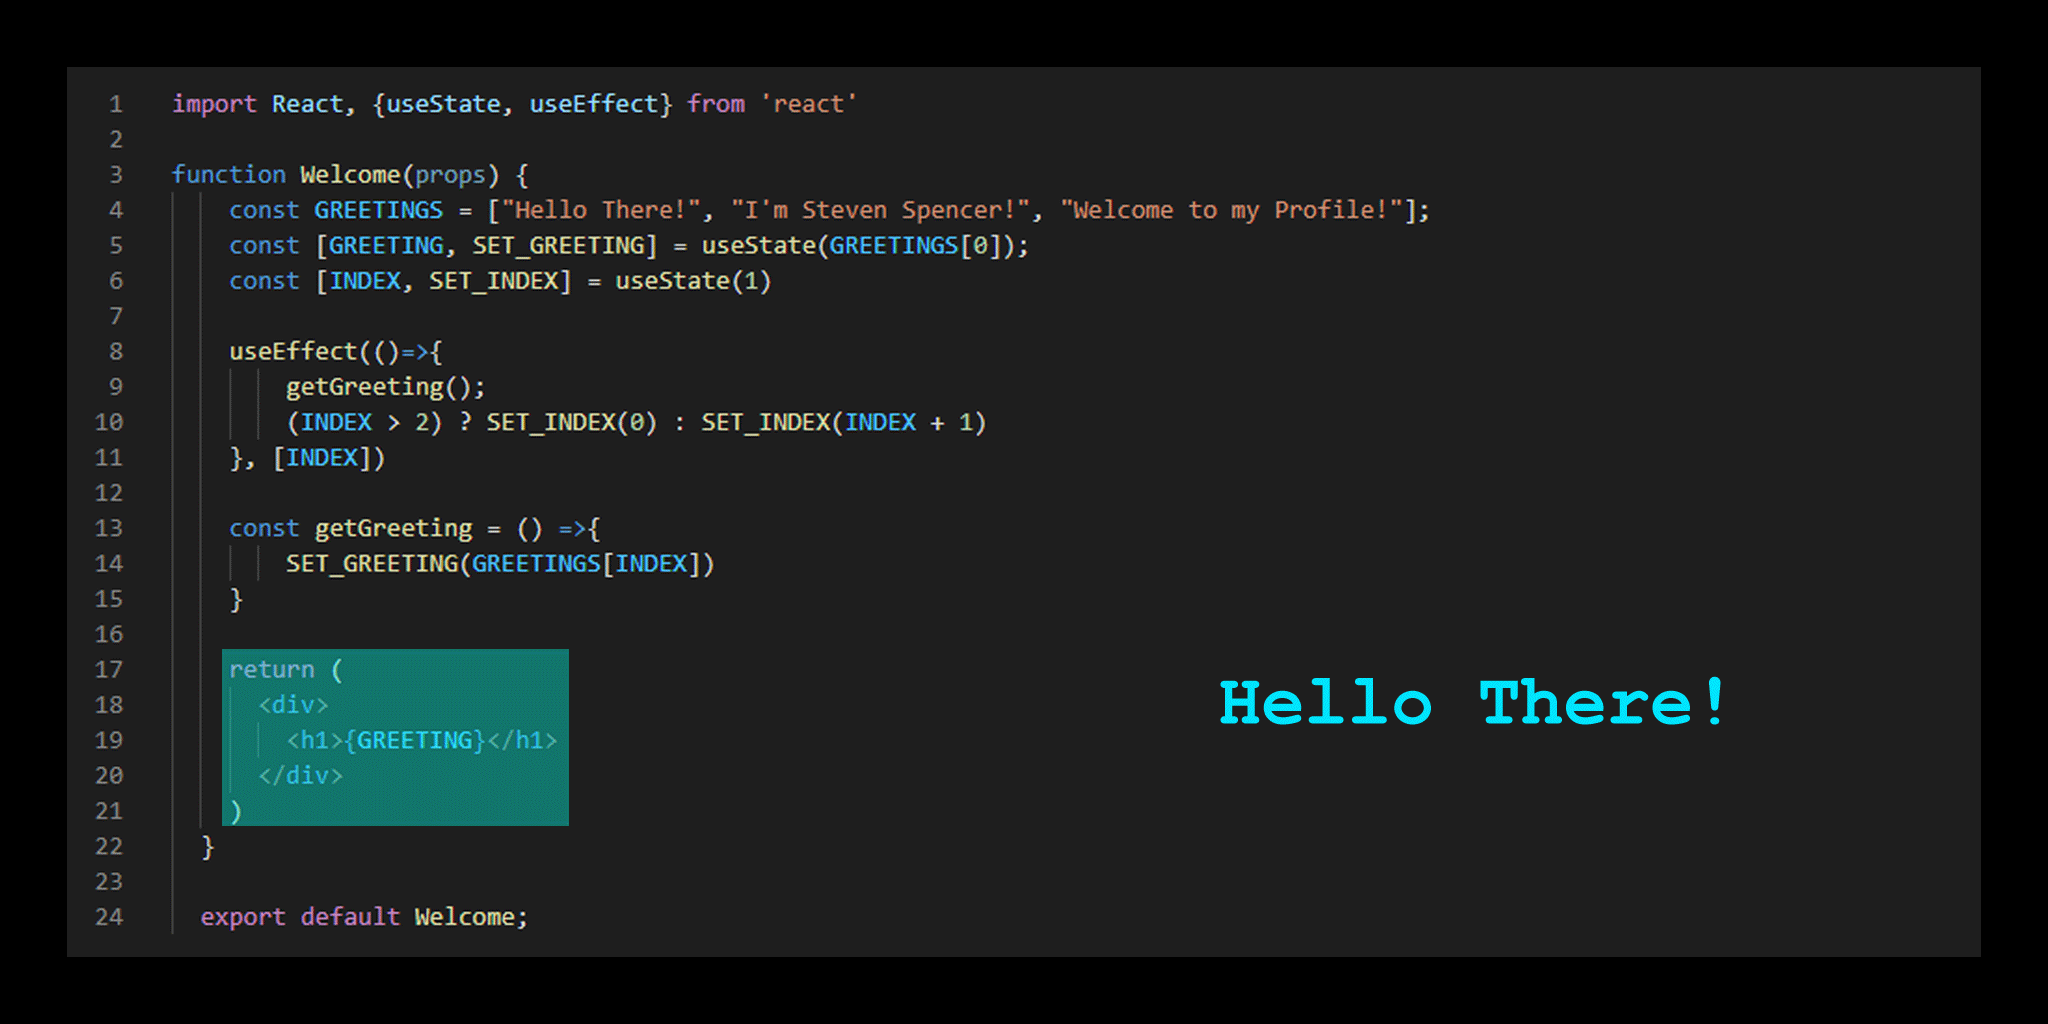 1 import React, {useState, useEffect} from 'react'
2
3 function Welcome(props) {
4 const GREETINGS = ["Hello There!", "I'm Steven Spencer!", "Welcome to my Profile!"];
5 const [GREETING, SET_GREETING] = useState(GREETINGS[0]);
6 const [INDEX, SET_INDEX] = useState(1)
7
8 useEffect(()=>{
9 getGreeting();
10 (INDEX > 2) ? SET_INDEX(0) : SET_INDEX(INDEX + 1)
11 }, [INDEX])
12
13 const getGreeting = () =>{
14 SET_GREETING(GREETINGS[INDEX])
15 }
16
17 return (
18 <div>
19 <h1>{GREETING}</h1>
20 </div>
21 )
22 }
23
24 export default Welcome;
Hello There!